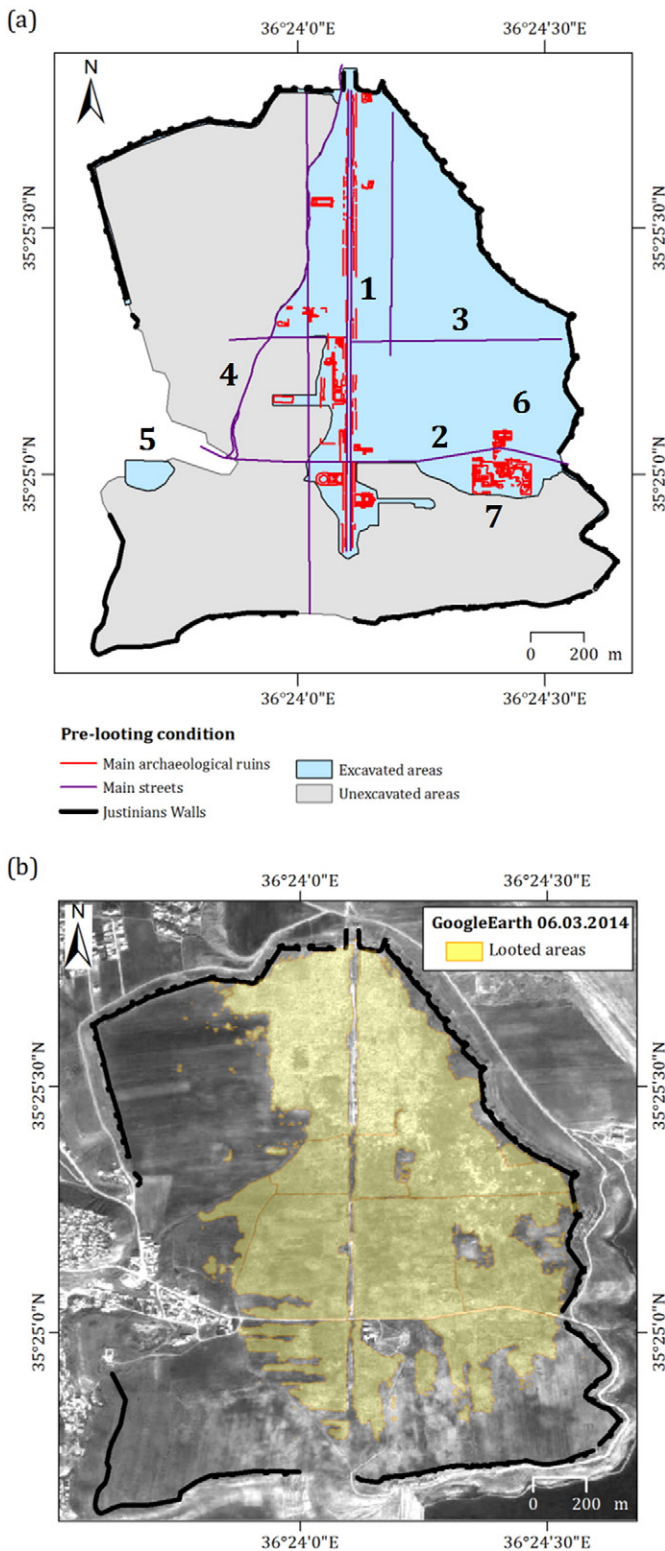 (a)
36°24'0"E
36°24'30"E
N
35°25'30"N
35°25'30"N
1
3
4
6
5
2
35°25'0"N
35°25'0"N
7
0 200 m
36°24'0"E
36°24'30"E
Pre-looting condition
Main archaeological ruins
Main streets
Justinians Walls
Excavated areas
Unexcavated areas
(b)
36°24'0"E
36°24'30"E
N
GoogleEarth 06.03.2014
Looted areas
35°25'30"N
35°25'30"N
35°25'0"N
35°25'0"N
0 200 m
36°24'0"E
36°24'30"E